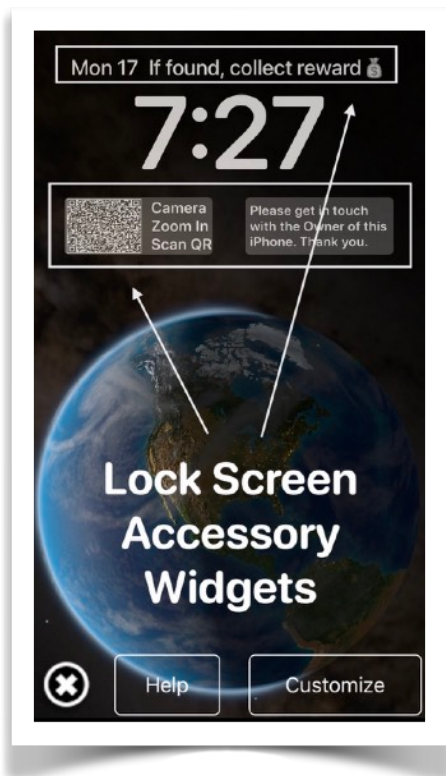 Mon 17 If found, collect reward 💰
7:27
Camera
Zoom In
Scan QR
Please get in touch
with the Owner of this
iPhone. Thank you.
Lock Screen
Accessory
Widgets
Help
Customize